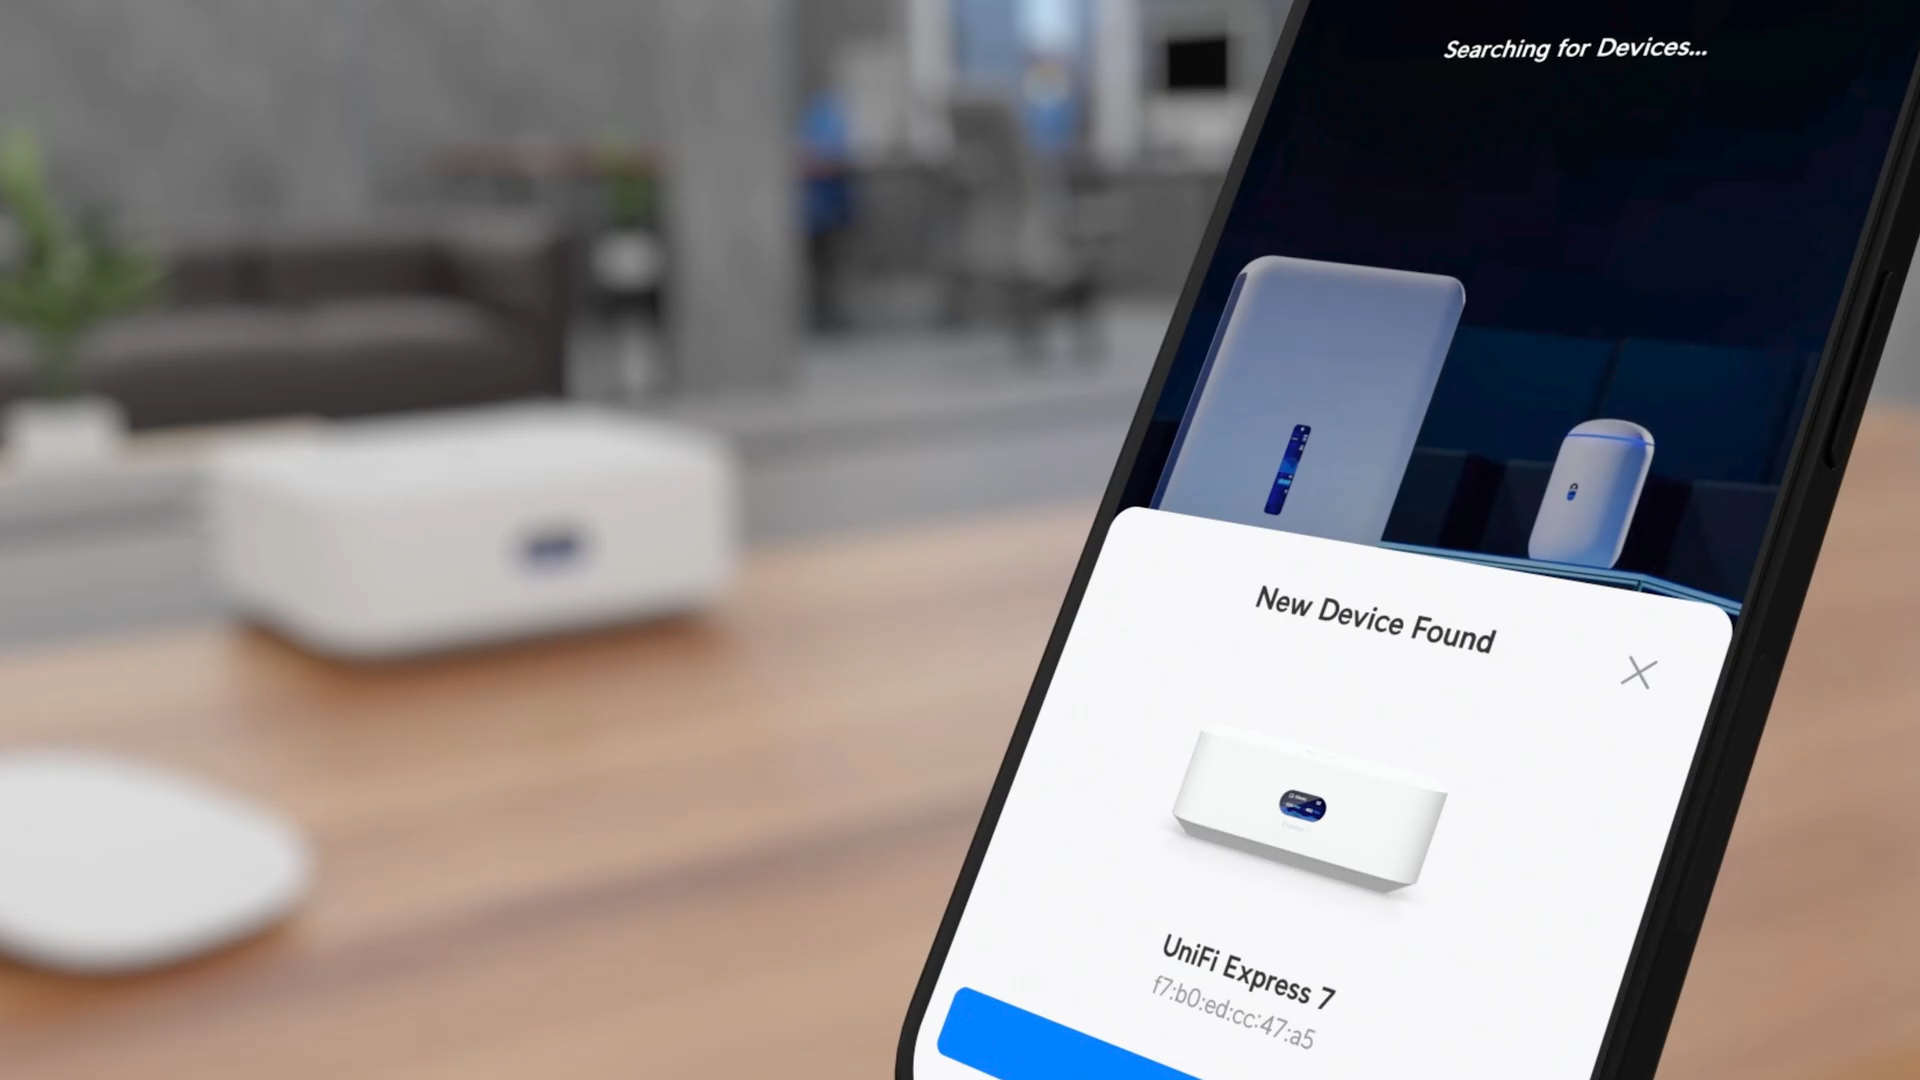 Searching for Devices...
New Device Found
UniFi Express 7
f7:b0:ed:cc:47:a5